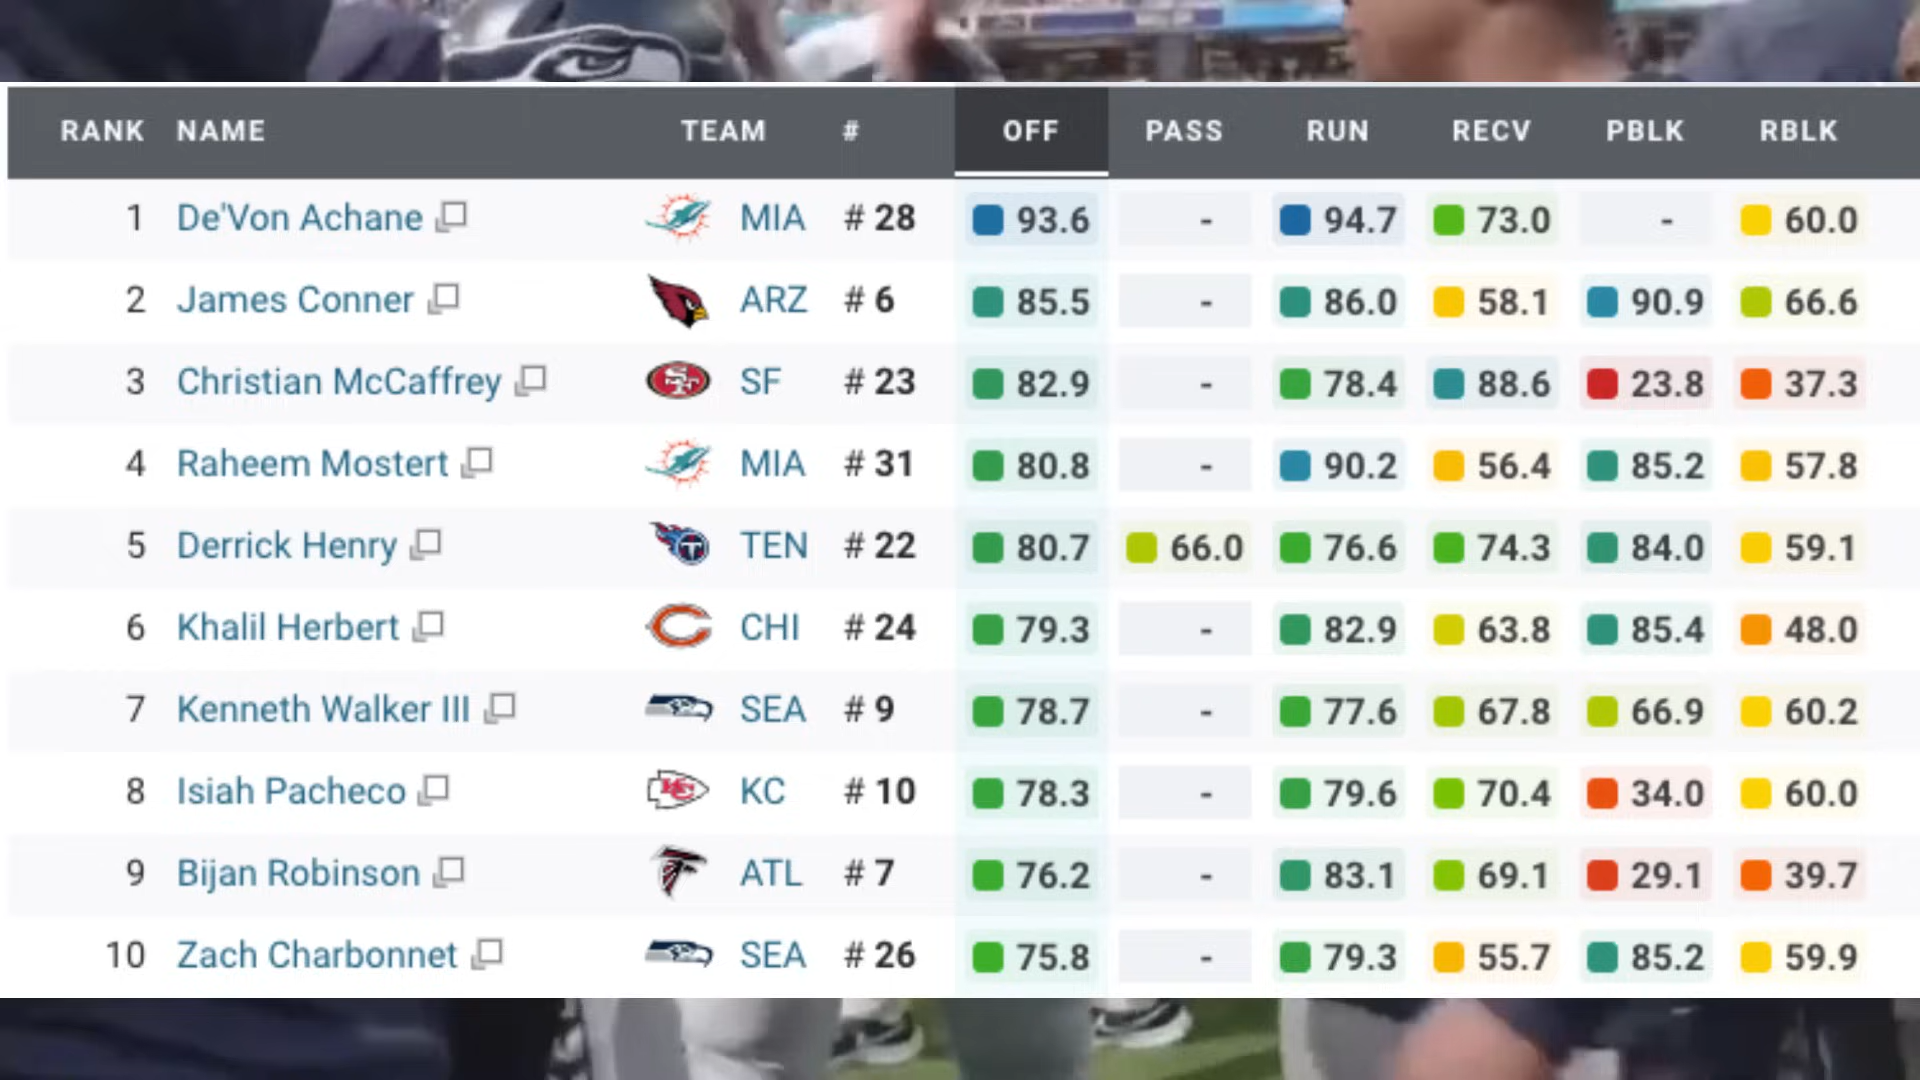 RANK NAME TEAM # OFF PASS RUN RECV PBLK RBLK
1 De'Von Achane MIA # 28 93.6 - 94.7 73.0 - 60.0
2 James Conner ARZ # 6 85.5 - 86.0 58.1 90.9 66.6
3 Christian McCaffrey SF # 23 82.9 - 78.4 88.6 23.8 37.3
4 Raheem Mostert MIA # 31 80.8 - 90.2 56.4 85.2 57.8
5 Derrick Henry TEN # 22 80.7 66.0 76.6 74.3 84.0 59.1
6 Khalil Herbert CHI # 24 79.3 - 82.9 63.8 85.4 48.0
7 Kenneth Walker III SEA # 9 78.7 - 77.6 67.8 66.9 60.2
8 Isiah Pacheco KC # 10 78.3 - 79.6 70.4 34.0 60.0
9 Bijan Robinson ATL # 7 76.2 - 83.1 69.1 29.1 39.7
10 Zach Charbonnet SEA # 26 75.8 - 79.3 55.7 85.2 59.9